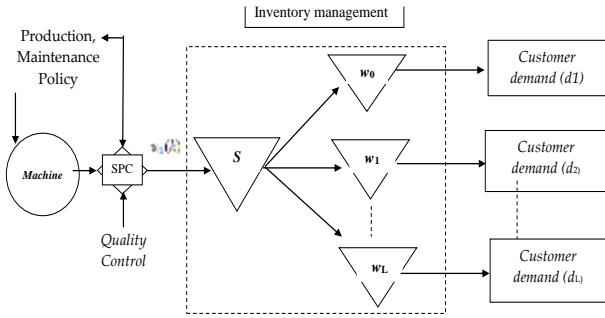 Inventory management
Production,
Maintenance
Policy
Machine
SPC
Quality
Control
S
w0
w1
wL
Customer
demand (d1)
Customer
demand (d2)
Customer
demand (dL)